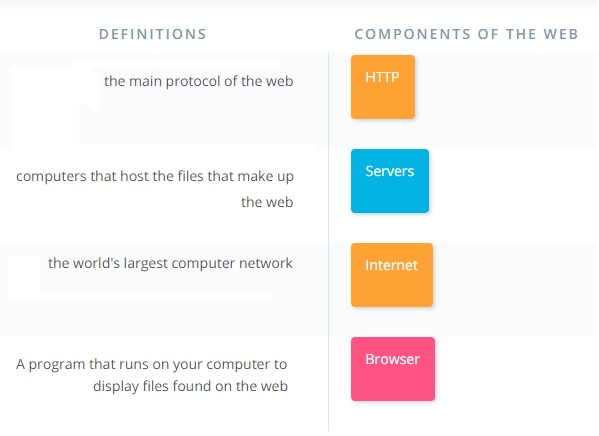 DEFINITIONS
COMPONENTS OF THE WEB
the main protocol of the web
HTTP
computers that host the files that make up
the web
Servers
the world's largest computer network
Internet
A program that runs on your computer to
display files found on the web
Browser